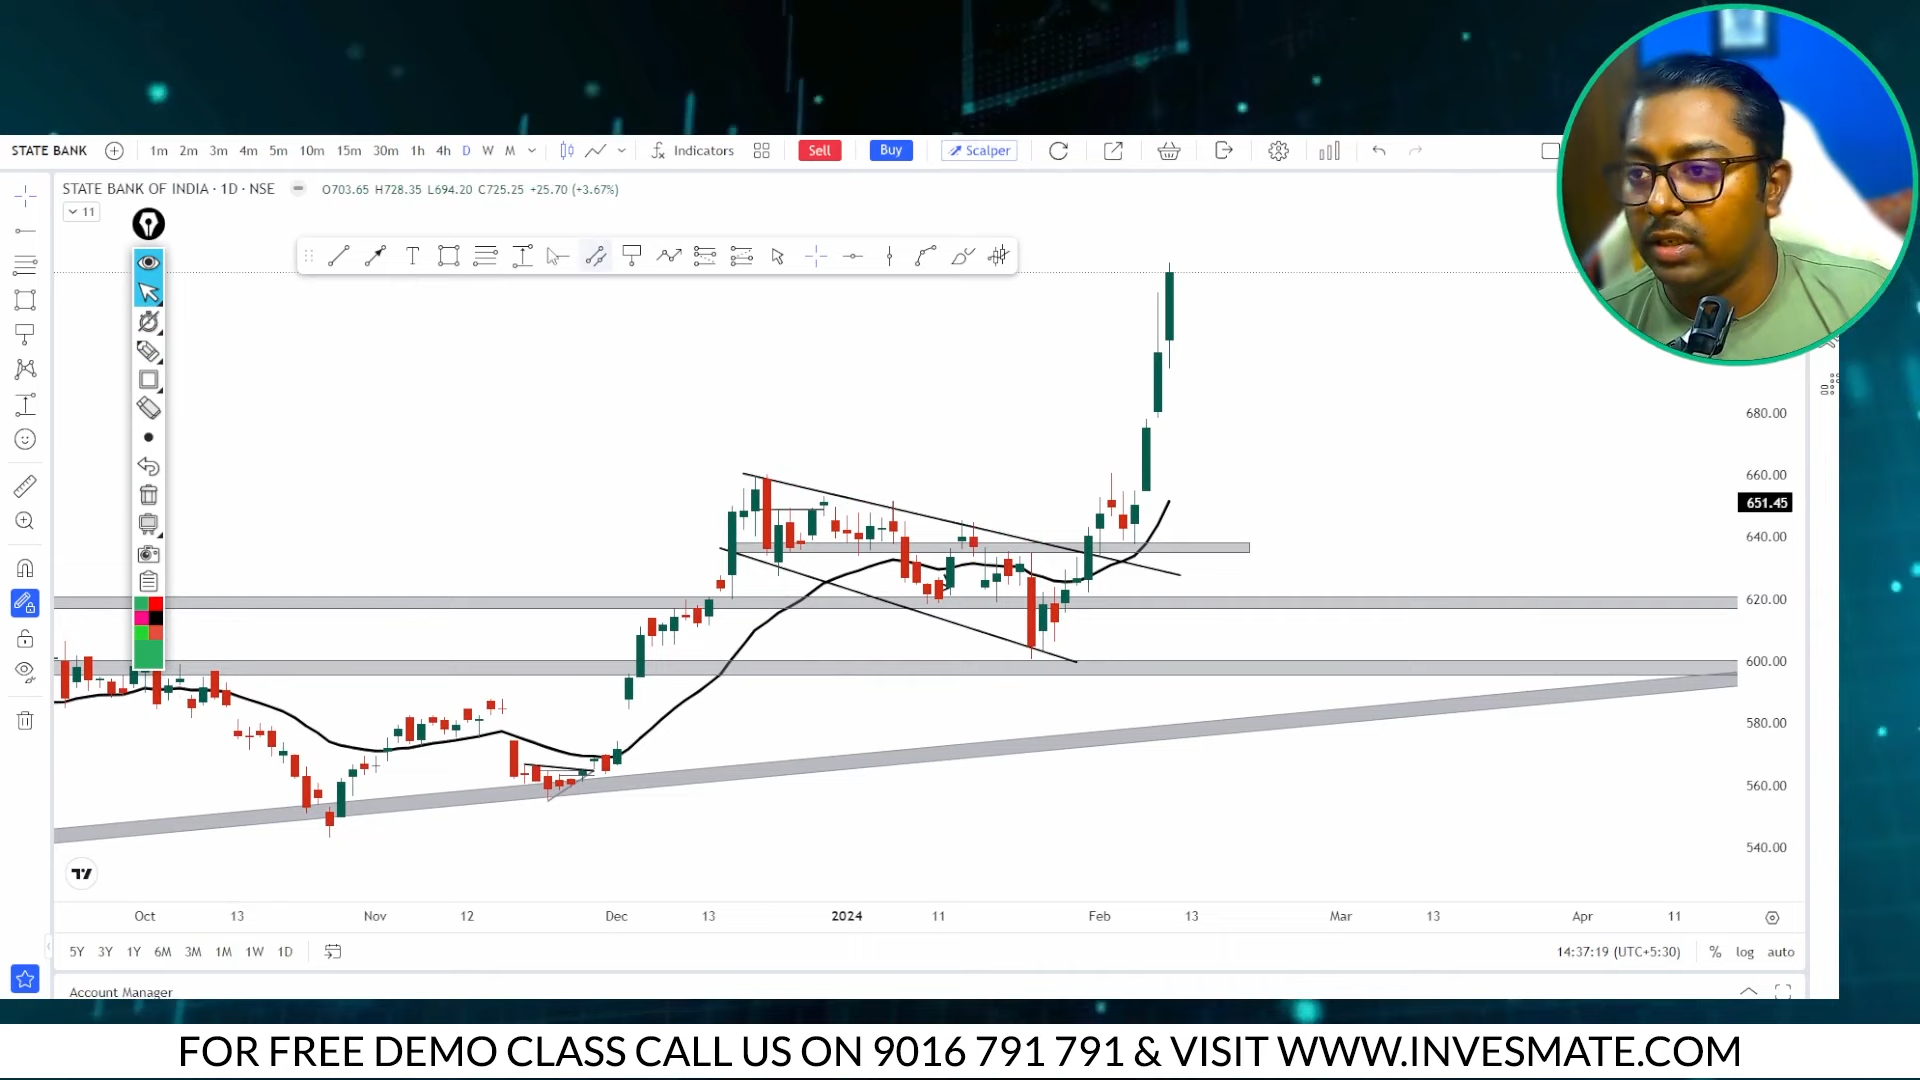 STATE BANK 1m 2m 3m 4m 5m 10m 15m 30m 1h 4h D W M Indicators Sell Buy Scalper
STATE BANK OF INDIA · 1D · NSE O703.65 H728.35 L694.20 C725.25 +25.70 (+3.67%)
11
680.00
660.00
651.45
640.00
620.00
600.00
580.00
560.00
540.00
Oct 13 Nov 12 Dec 13 2024 11 Feb 13 Mar 13 Apr 11
5Y 3Y 1Y 6M 3M 1M 1W 1D 14:37:19 (UTC+5:30) % log auto
Account Manager
FOR FREE DEMO CLASS CALL US ON 9016 791 791 & VISIT WWW.INVESMATE.COM